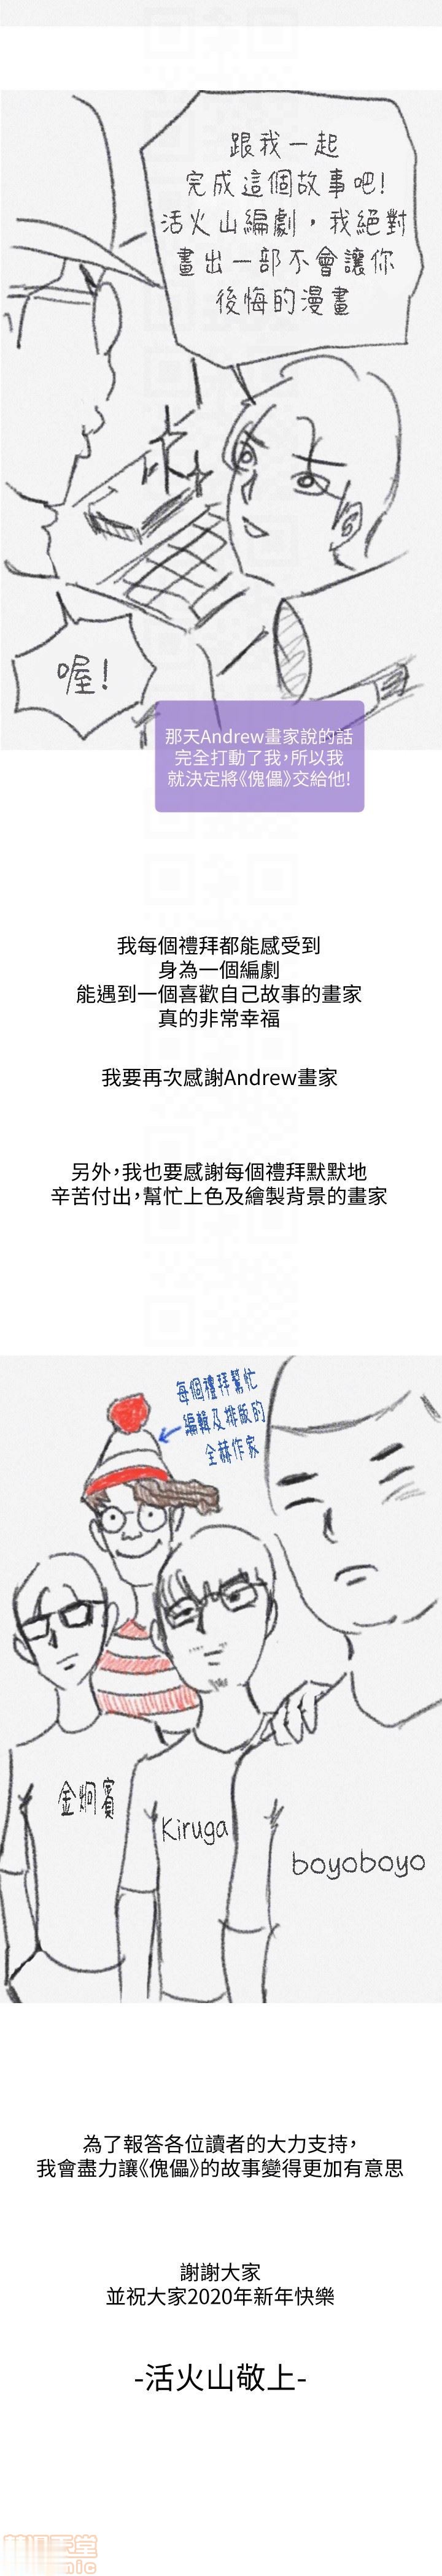 跟我一起
完成這個故事吧!
活火山編劇，我絕對
畫出一部不會讓你
後悔的漫畫
喔!
那天Andrew畫家說的話
完全打動了我,所以我
就決定將《傀儡》交給他!
我每個禮拜都能感受到
身為一個編劇
能遇到一個喜歡自己故事的畫家
真的非常幸福
我要再次感謝Andrew畫家
另外,我也要感謝每個禮拜默默地
辛苦付出,幫忙上色及繪製背景的畫家
每個禮拜幫忙
編輯及排版的
全赫作家
金炯賓
Kiruga
boyoboyo
為了報答各位讀者的大力支持,
我會盡力讓《傀儡》的故事變得更加有意思
謝謝大家
並祝大家2020年新年快樂
-活火山敬上-